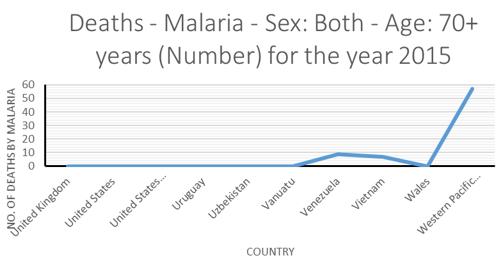 Deaths - Malaria - Sex: Both - Age: 70+
years (Number) for the year 2015
NO. OF DEATHS BY MALARIA
60
50
40
30
20
10
0
United Kingdom
United States
United States...
Uruguay
Uzbekistan
Vanuatu
Venezuela
Vietnam
Wales
Western Pacific...
COUNTRY